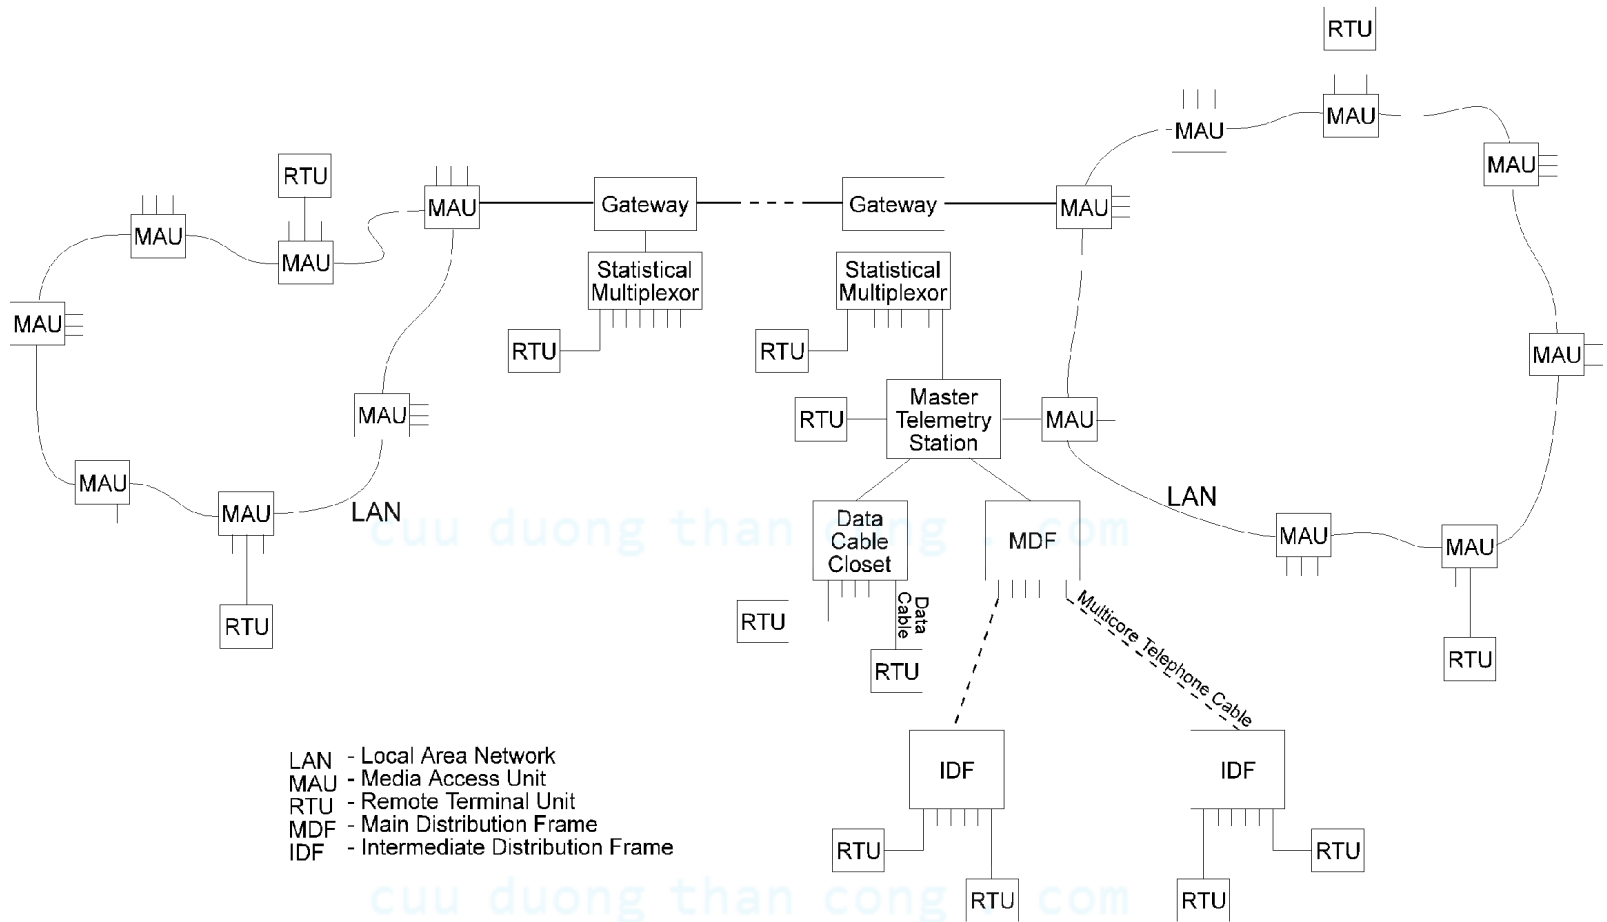 RTU
MAU
MAU
MAU
RTU
MAU
MAU
MAU
MAU
Gateway
Gateway
MAU
Statistical
Multiplexor
Statistical
Multiplexor
MAU
RTU
RTU
MAU
MAU
RTU
Master
Telemetry
Station
MAU
MAU
MAU
LAN
LAN
Data
Cable
Closet
MDF
MAU
MAU
RTU
RTU
Data
Cable
Multicore Telephone Cable
RTU
RTU
IDF
IDF
LAN - Local Area Network
MAU - Media Access Unit
RTU - Remote Terminal Unit
MDF - Main Distribution Frame
IDF - Intermediate Distribution Frame
RTU
RTU
RTU
RTU
cuu duong than cong . com
cuu duong than cong . com